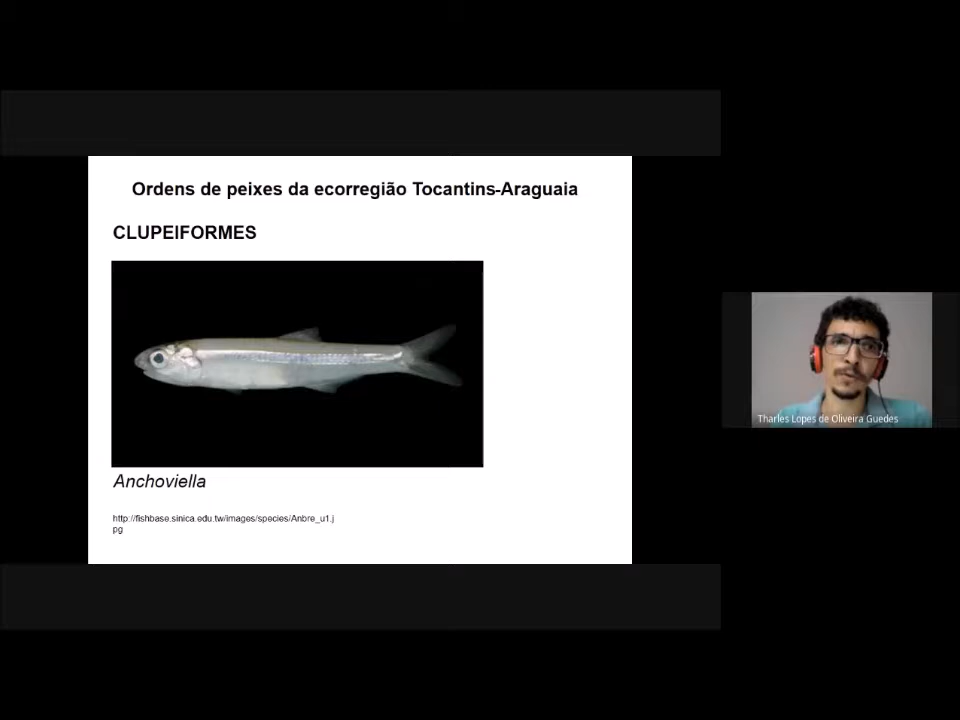 Ordens de peixes da ecorregião Tocantins-Araguaia
CLUPEIFORMES
Anchoviella
http://fishbase.sinica.edu.tw/images/species/Anbre_u1.j
pg
Tharles Lopes de Oliveira Guedes